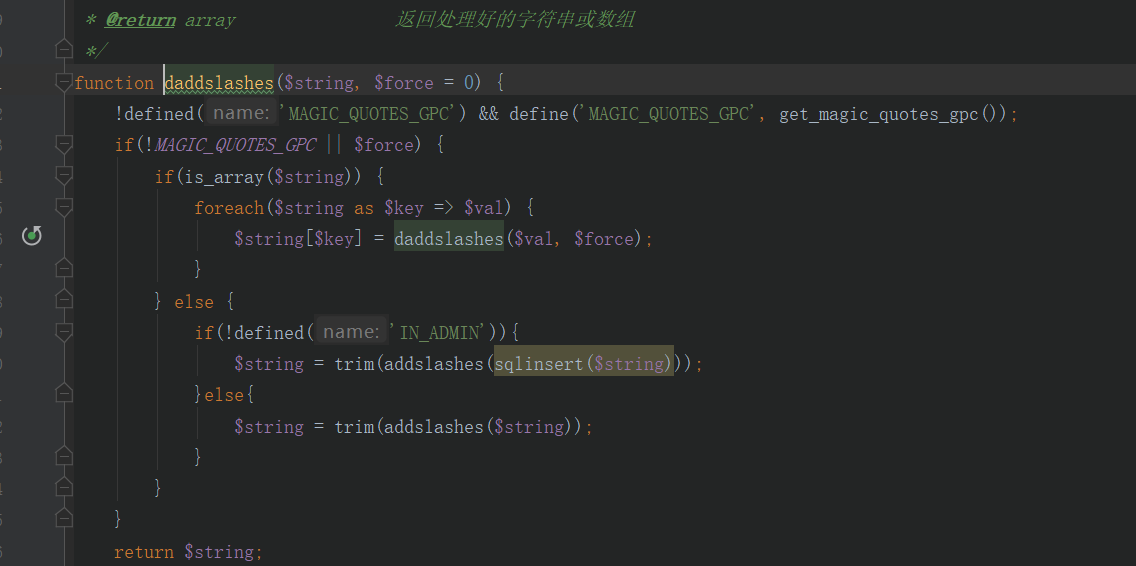 * @return array 返回处理好的字符串或数组
*/
function daddslashes($string, $force = 0) {
!defined( name: 'MAGIC_QUOTES_GPC') && define('MAGIC_QUOTES_GPC', get_magic_quotes_gpc());
if(!MAGIC_QUOTES_GPC || $force) {
if(is_array($string)) {
foreach($string as $key => $val) {
$string[$key] = daddslashes($val, $force);
}
} else {
if(!defined( name: 'IN_ADMIN')){
$string = trim(addslashes(sqlinsert($string)));
}else{
$string = trim(addslashes($string));
}
}
}
return $string;